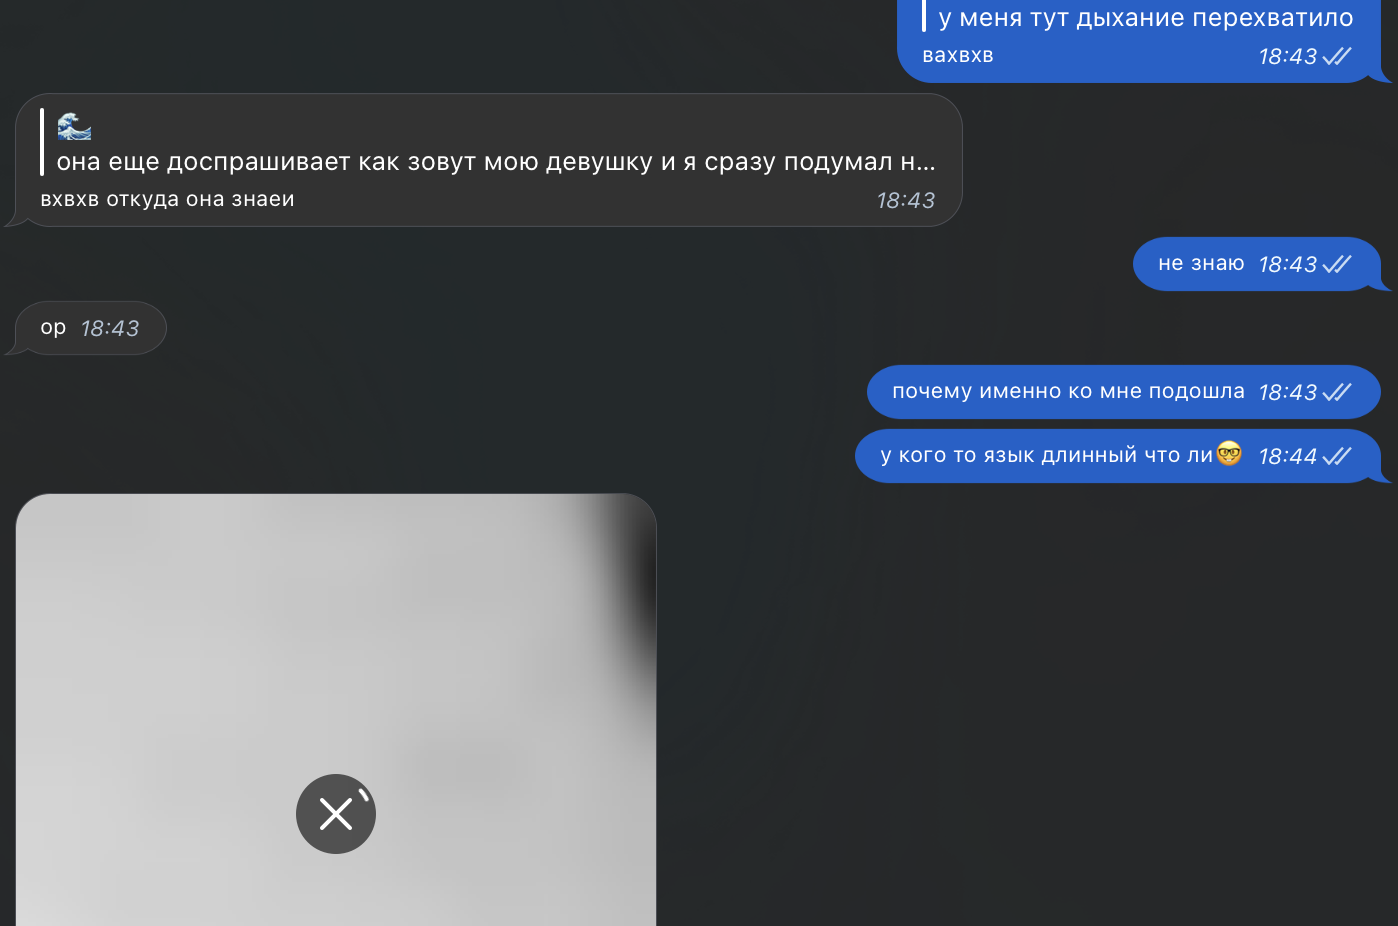 у меня тут дыхание перехватило
вахвхв 18:43
🌊
она еще доспрашивает как зовут мою девушку и я сразу подумал н...
вхвхв откуда она знаеи 18:43
не знаю 18:43
ор 18:43
почему именно ко мне подошла 18:43
у кого то язык длинный что ли🤓 18:44